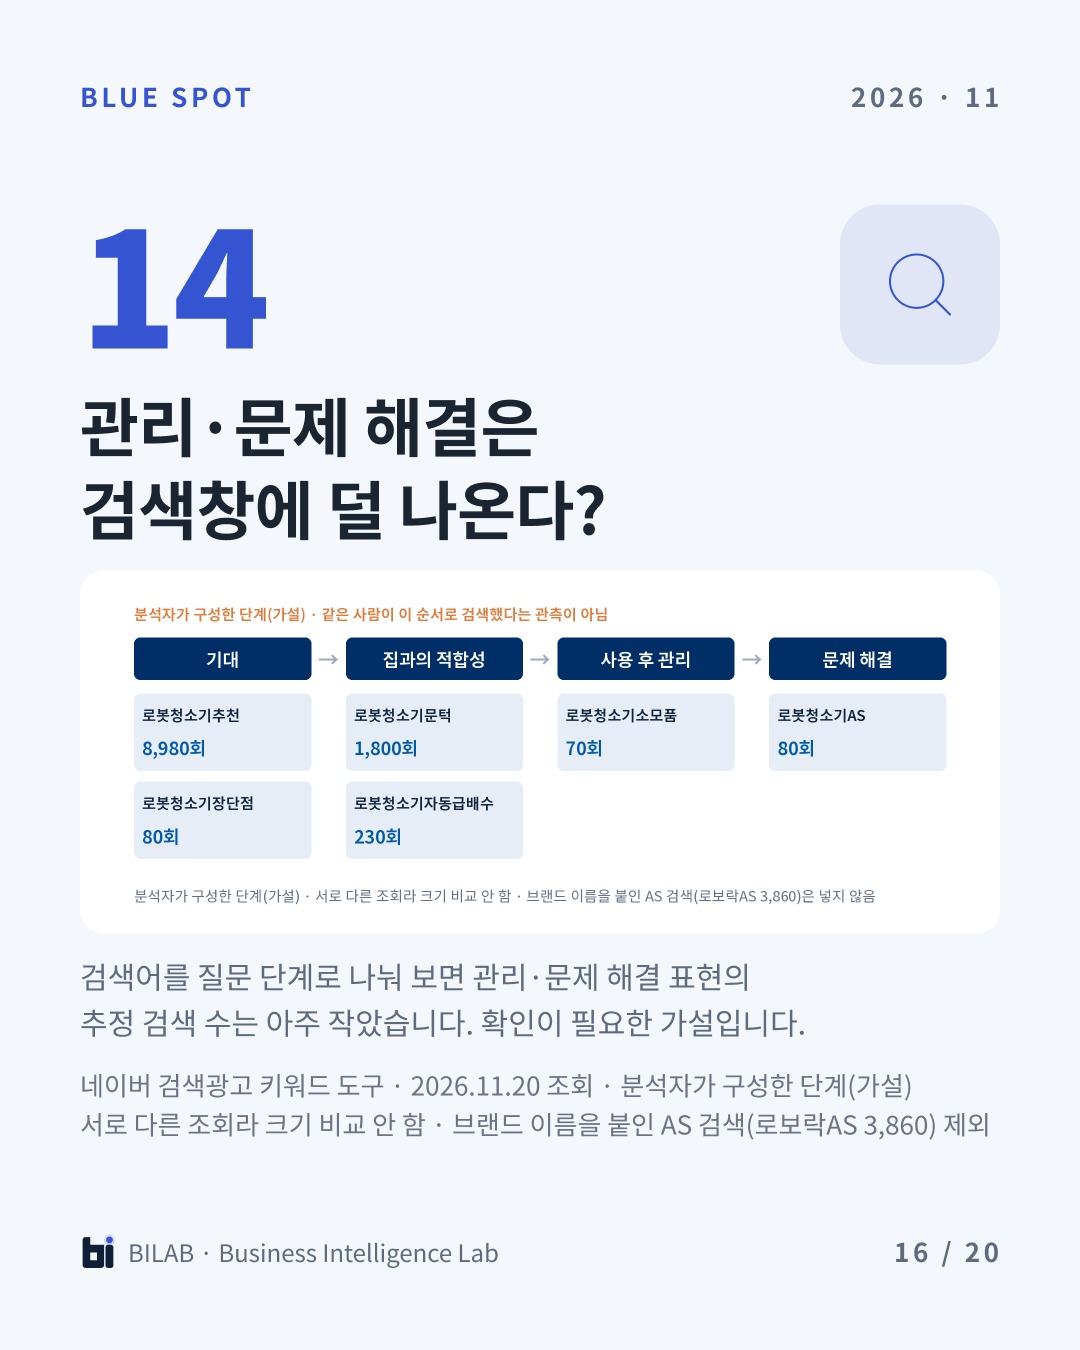 BLUE SPOT
2026 · 11
14
관리·문제 해결은
검색창에 덜 나온다?
분석자가 구성한 단계(가설) · 같은 사람이 이 순서로 검색했다는 관측이 아님
기대 → 집과의 적합성 → 사용 후 관리 → 문제 해결
로봇청소기추천
8,980회
로봇청소기문턱
1,800회
로봇청소기소모품
70회
로봇청소기AS
80회
로봇청소기장단점
80회
로봇청소기자동급배수
230회
분석자가 구성한 단계(가설) · 서로 다른 조회라 크기 비교 안 함 · 브랜드 이름을 붙인 AS 검색(로보락AS 3,860)은 넣지 않음
검색어를 질문 단계로 나눠 보면 관리·문제 해결 표현의
추정 검색 수는 아주 작았습니다. 확인이 필요한 가설입니다.
네이버 검색광고 키워드 도구 · 2026.11.20 조회 · 분석자가 구성한 단계(가설)
서로 다른 조회라 크기 비교 안 함 · 브랜드 이름을 붙인 AS 검색(로보락AS 3,860) 제외
bi BILAB · Business Intelligence Lab
16 / 20